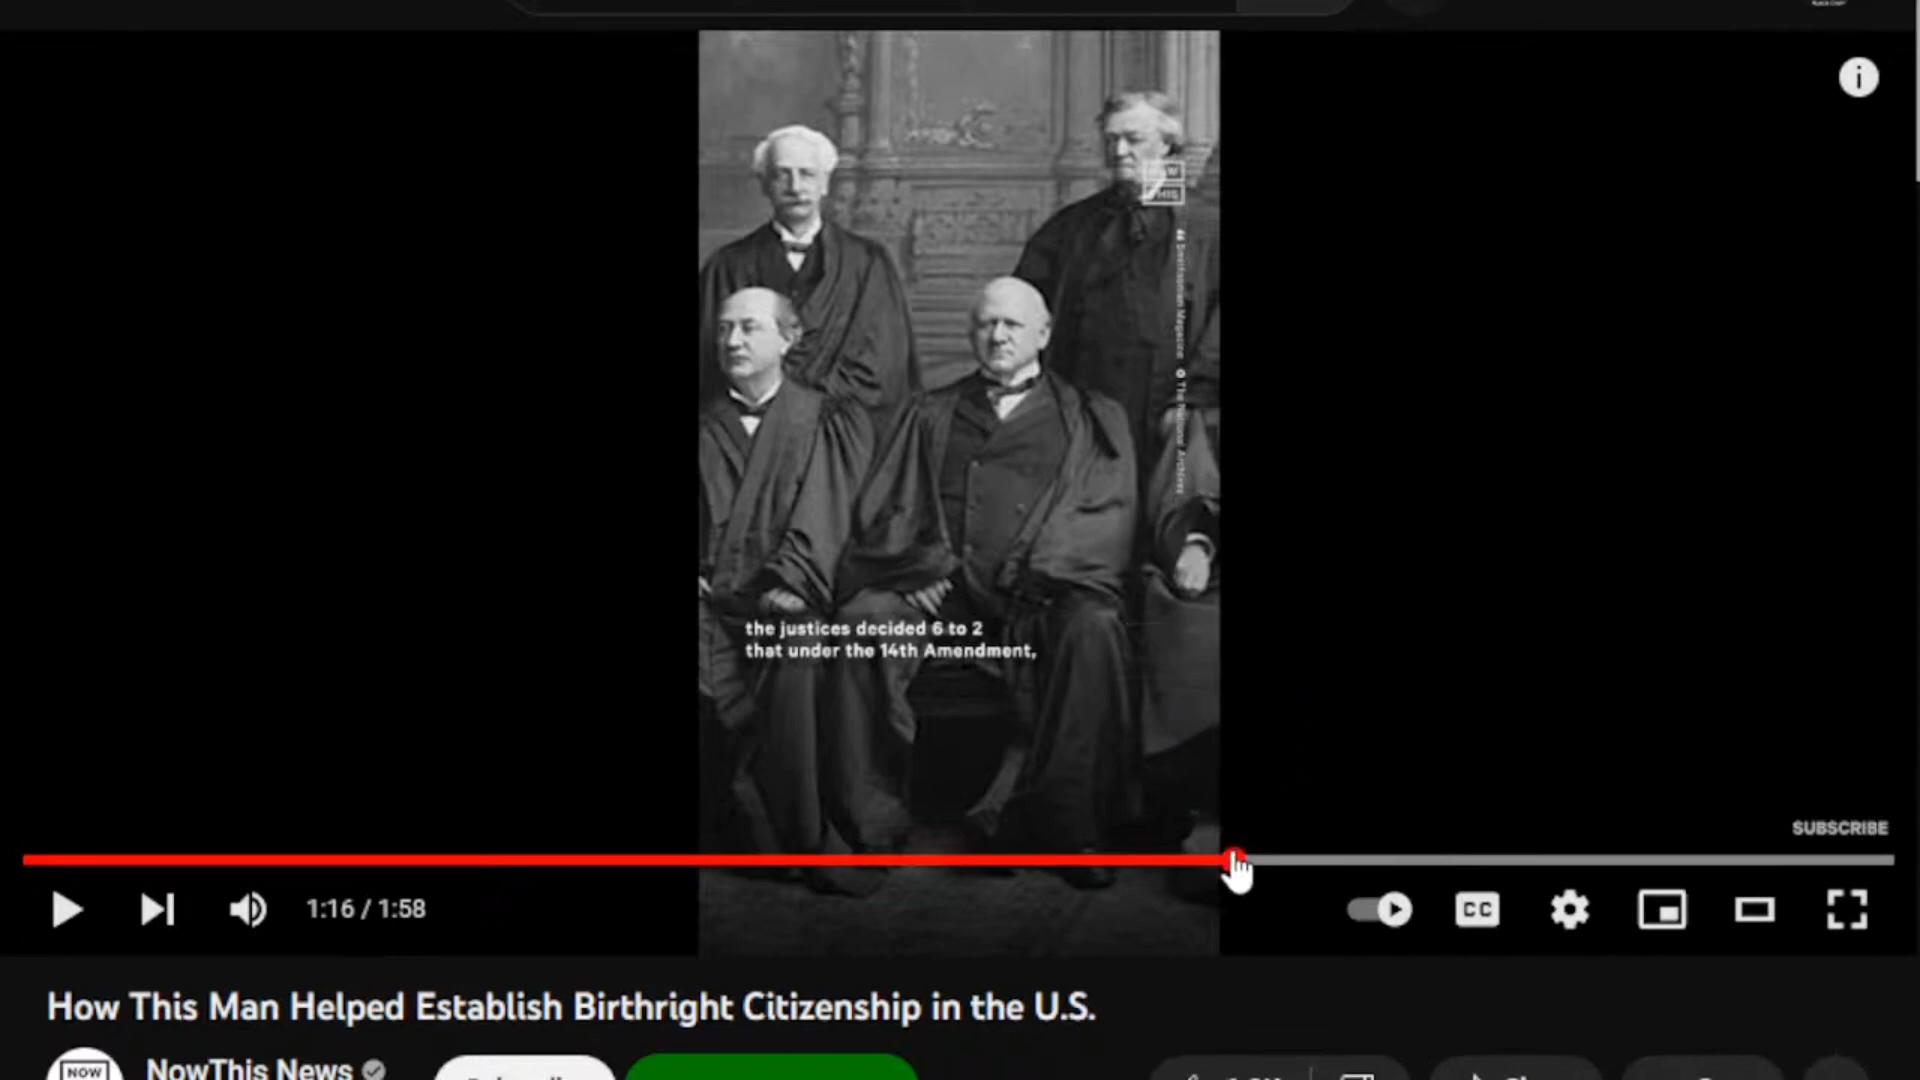 the justices decided 6 to 2
that under the 14th Amendment,
SUBSCRIBE
1:16 / 1:58
CC
How This Man Helped Establish Birthright Citizenship in the U.S.
NOW
NowThis News